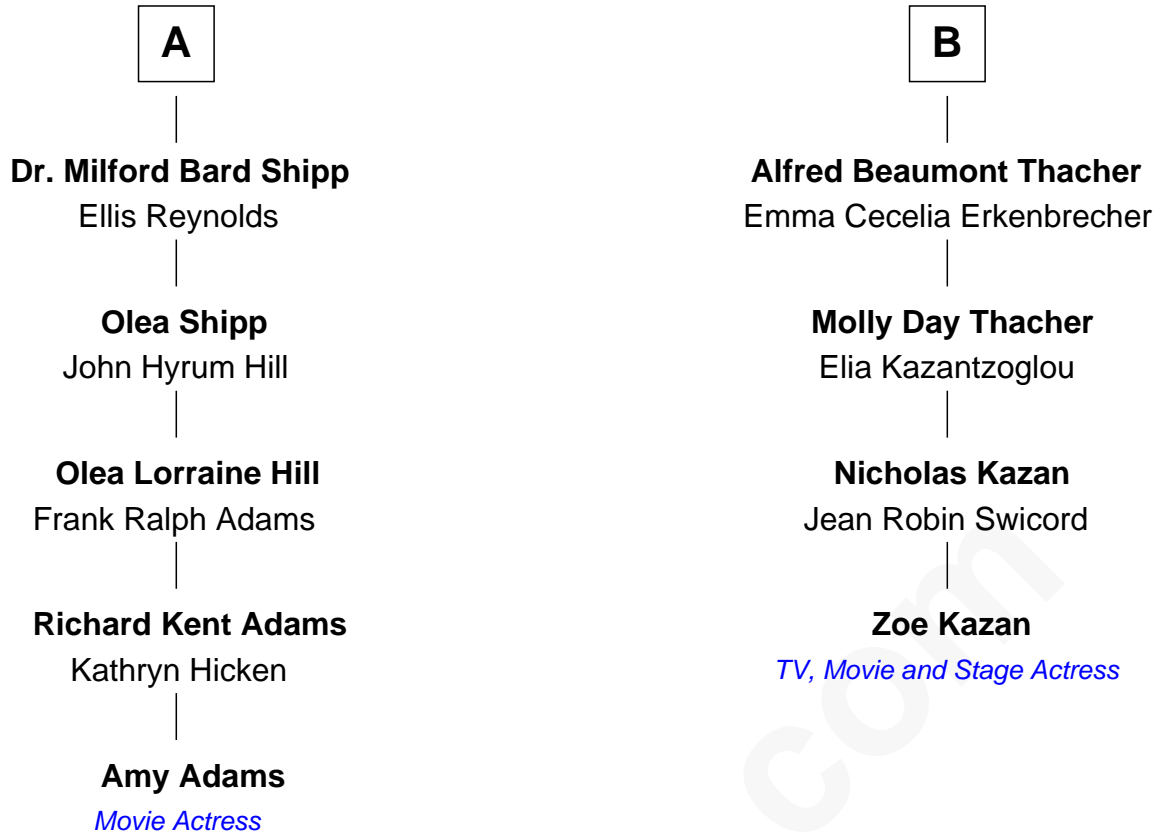 A
Dr. Milford Bard Shipp
Ellis Reynolds
Olea Shipp
John Hyrum Hill
Olea Lorraine Hill
Frank Ralph Adams
Richard Kent Adams
Kathryn Hicken
Amy Adams
Movie Actress
B
Alfred Beaumont Thacher
Emma Cecelia Erkenbrecher
Molly Day Thacher
Elia Kazantzoglou
Nicholas Kazan
Jean Robin Swicord
Zoe Kazan
TV, Movie and Stage Actress
com